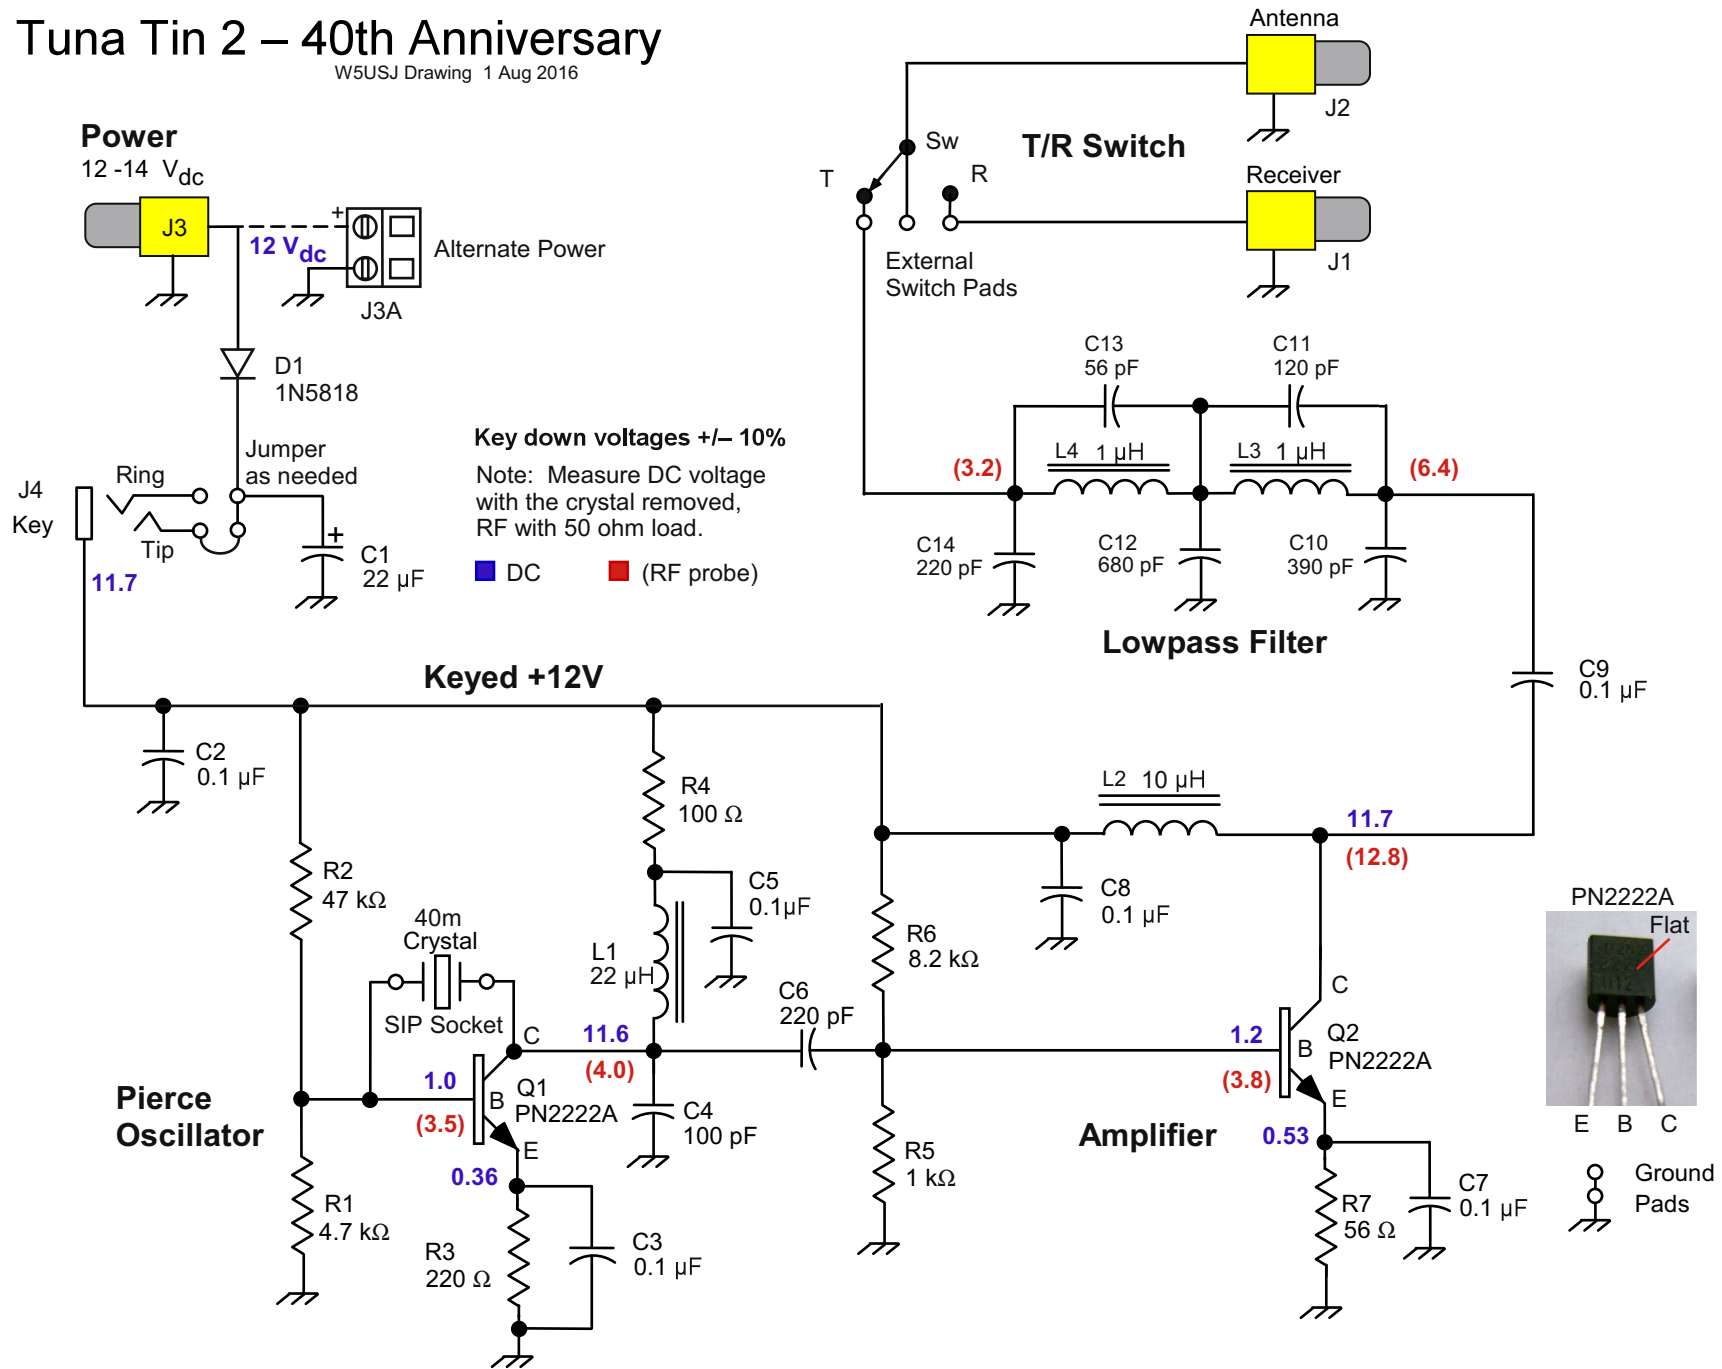 Tuna Tin 2 – 40th Anniversary
W5USJ Drawing 1 Aug 2016
Power
12 -14 Vdc
J3
12 Vdc
+
Alternate Power
J3A
D1
1N5818
Jumper
as needed
Ring
Tip
J4
Key
11.7
+
C1
22 µF
Key down voltages +/– 10%
Note: Measure DC voltage
with the crystal removed,
RF with 50 ohm load.
DC
(RF probe)
Antenna
J2
T/R Switch
Sw
T
R
Receiver
J1
External
Switch Pads
C13
56 pF
C11
120 pF
(3.2)
L4 1 µH
L3 1 µH
(6.4)
C14
220 pF
C12
680 pF
C10
390 pF
Lowpass Filter
C9
0.1 µF
Keyed +12V
C2
0.1 µF
R4
100 Ω
L2 10 µH
11.7
(12.8)
R2
47 kΩ
C5
0.1µF
C8
0.1 µF
40m
Crystal
SIP Socket
L1
22 µH
R6
8.2 kΩ
C6
220 pF
C
11.6
(4.0)
1.0
(3.5)
B
Q1
PN2222A
E
0.36
C4
100 pF
Pierce
Oscillator
R1
4.7 kΩ
R3
220 Ω
C3
0.1 µF
R5
1 kΩ
1.2
(3.8)
C
B
Q2
PN2222A
E
0.53
Amplifier
R7
56 Ω
C7
0.1 µF
PN2222A
Flat
E B C
Ground
Pads